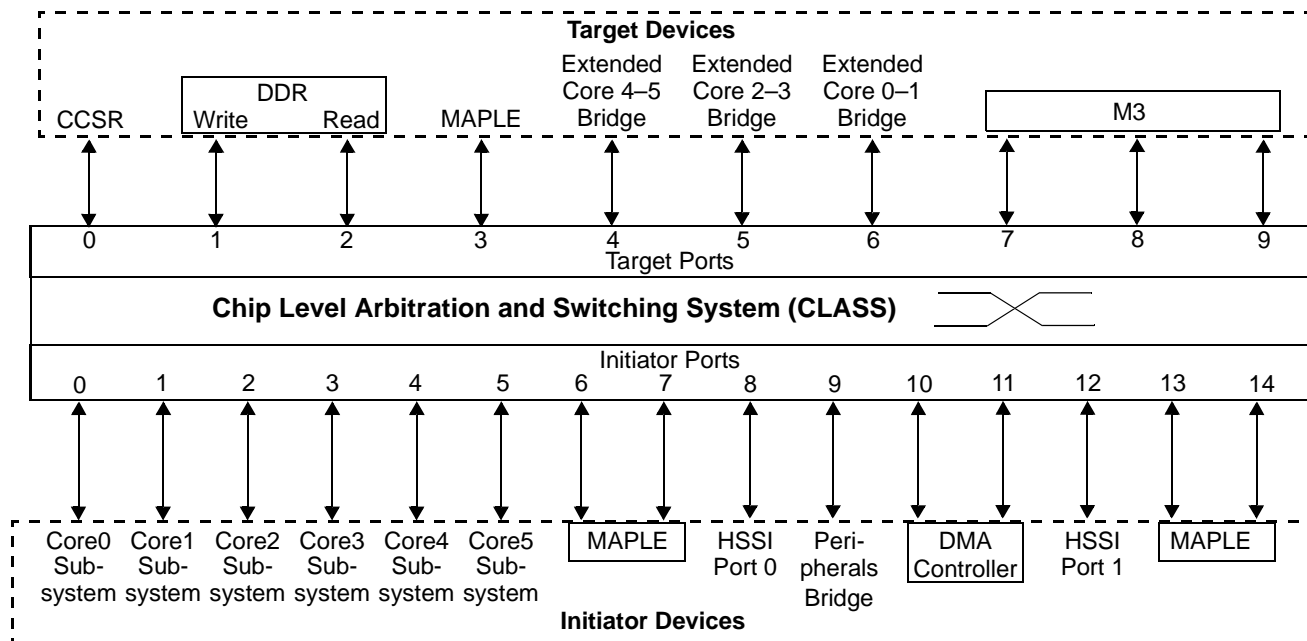 Target Devices
Extended Extended Extended
DDR Core 4–5 Core 2–3 Core 0–1 M3
CCSR Write Read MAPLE Bridge Bridge Bridge
0 1 2 3 4 5 6 7 8 9
Target Ports
Chip Level Arbitration and Switching System (CLASS)
Initiator Ports
0 1 2 3 4 5 6 7 8 9 10 11 12 13 14
Core0 Core1 Core2 Core3 Core4 Core5 MAPLE HSSI Peri- DMA HSSI MAPLE
Sub- Sub- Sub- Sub- Sub- Sub- Port 0 pherals Controller Port 1
system system system system system system Bridge
Initiator Devices